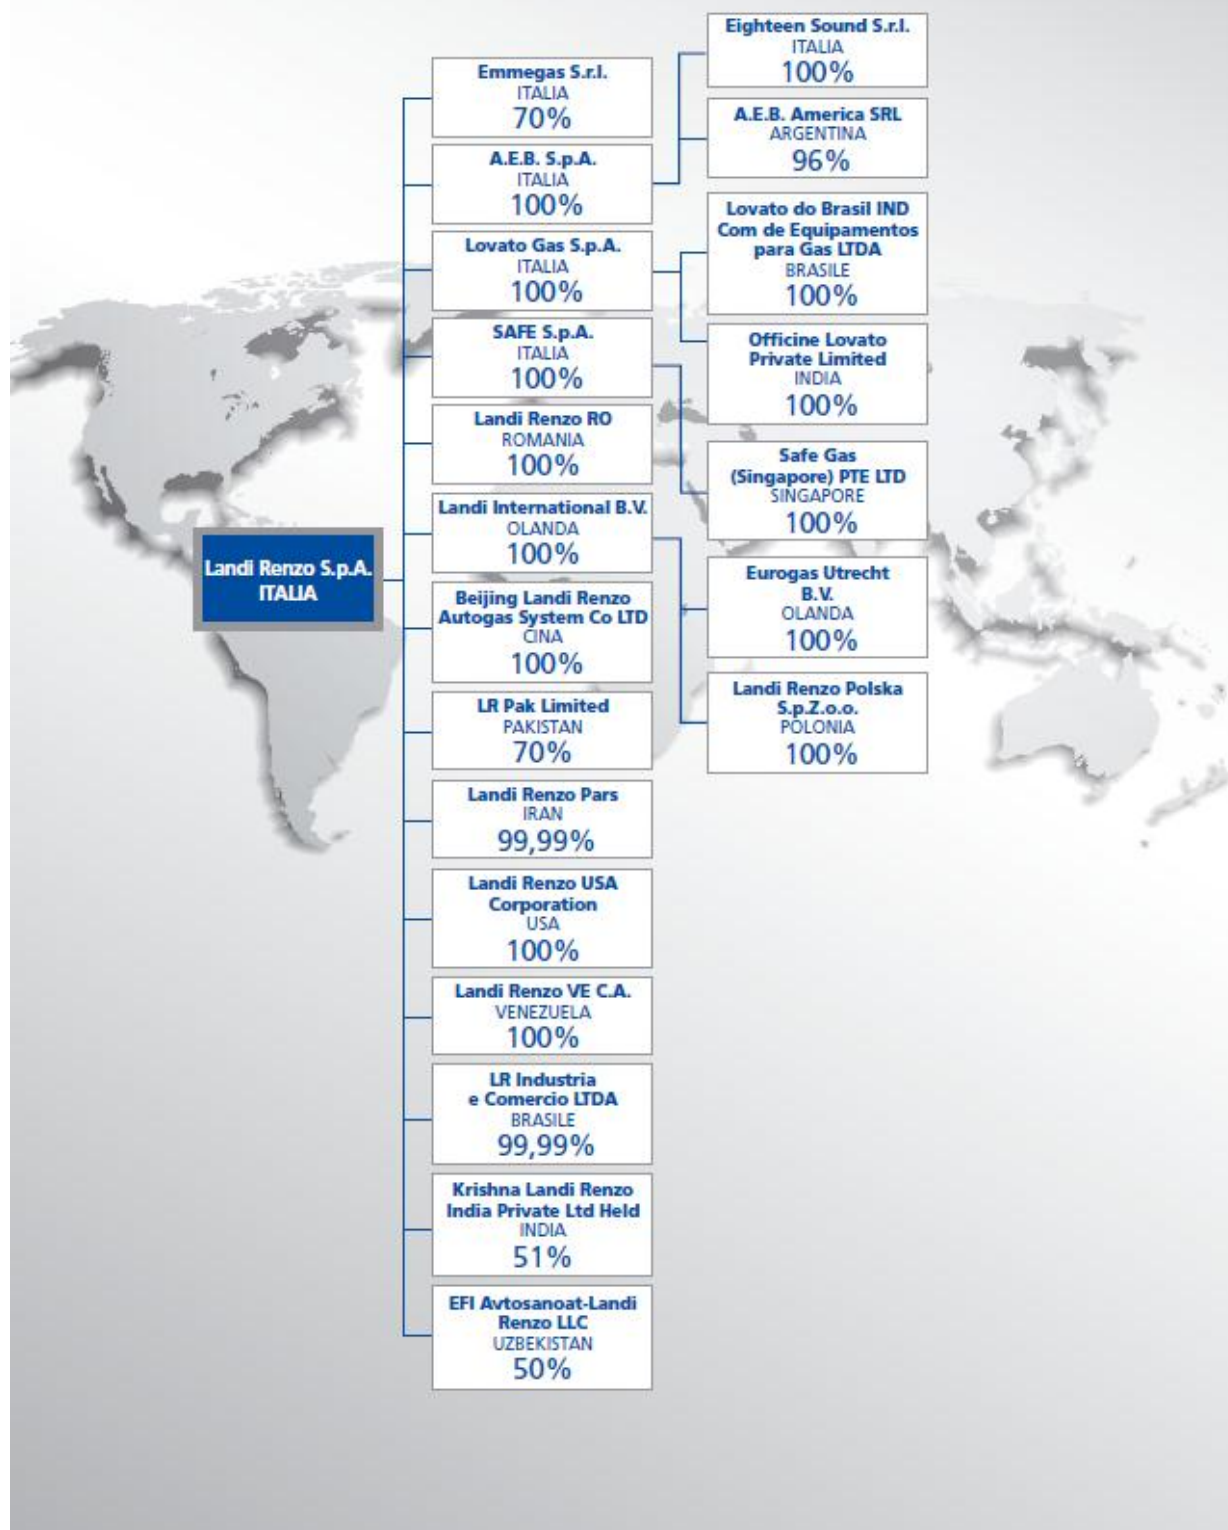 Landi Renzo S.p.A.
ITALIA
Emmegas S.r.l.
ITALIA
70%
A.E.B. S.p.A.
ITALIA
100%
Lovato Gas S.p.A.
ITALIA
100%
SAFE S.p.A.
ITALIA
100%
Landi Renzo RO
ROMANIA
100%
Landi International B.V.
OLANDA
100%
Beijing Landi Renzo
Autogas System Co LTD
CINA
100%
LR Pak Limited
PAKISTAN
70%
Landi Renzo Pars
IRAN
99,99%
Landi Renzo USA
Corporation
USA
100%
Landi Renzo VE C.A.
VENEZUELA
100%
LR Industria
e Comercio LTDA
BRASILE
99,99%
Krishna Landi Renzo
India Private Ltd Held
INDIA
51%
EFI Avtosanoat-Landi
Renzo LLC
UZBEKISTAN
50%
Eighteen Sound S.r.l.
ITALIA
100%
A.E.B. America SRL
ARGENTINA
96%
Lovato do Brasil IND
Com de Equipamentos
para Gas LTDA
BRASILE
100%
Officine Lovato
Private Limited
INDIA
100%
Safe Gas
(Singapore) PTE LTD
SINGAPORE
100%
Eurogas Utrecht
B.V.
OLANDA
100%
Landi Renzo Polska
S.p.Z.o.o.
POLONIA
100%